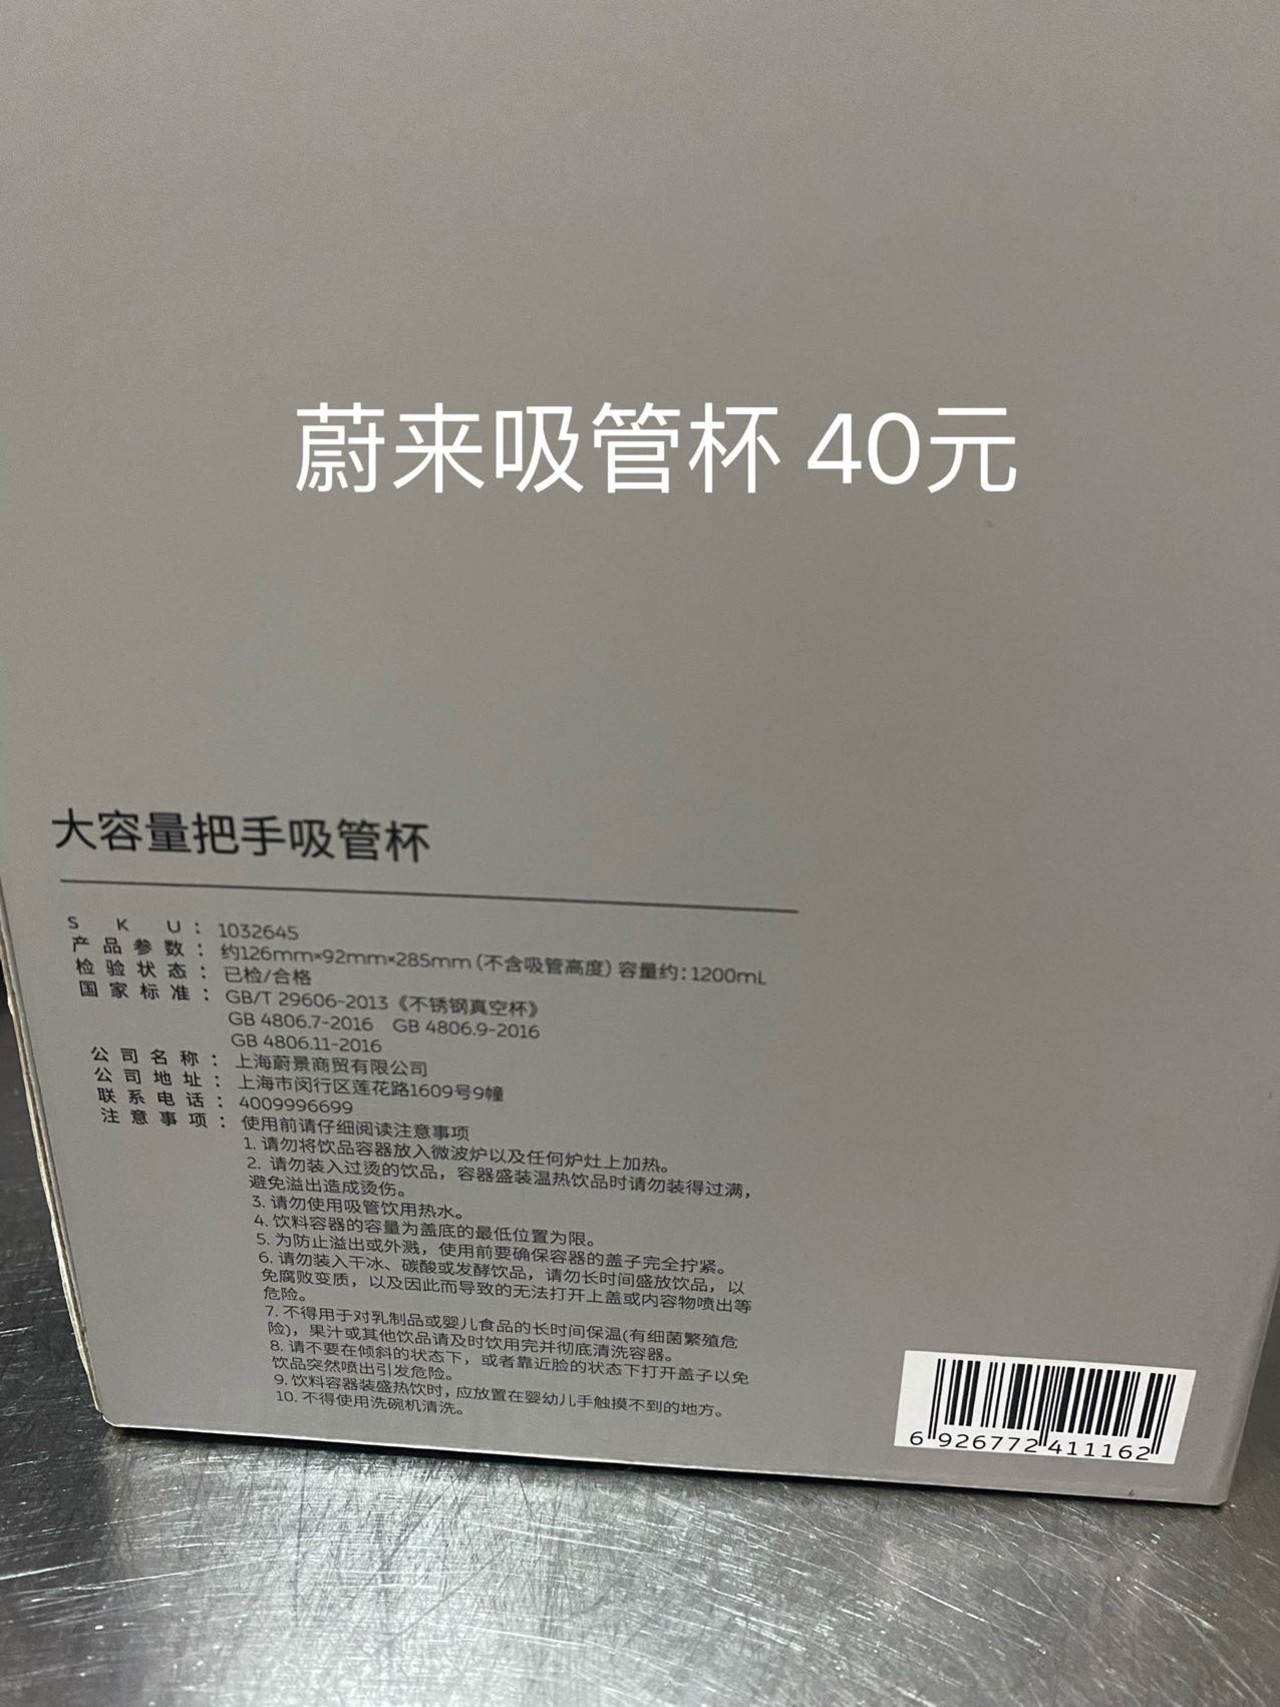 蔚来吸管杯 40元
大容量把手吸管杯
SKU：1032645
产品参数：约126mm×92mm×285mm（不含吸管高度）容量约：1200mL
检验状态：已检/合格
国家标准：GB/T 29606-2013《不锈钢真空杯》
GB 4806.7-2016 GB 4806.9-2016
GB 4806.11-2016
公司名称：上海蔚景商贸有限公司
公司地址：上海市闵行区莲花路1609号9幢
联系电话：4009996699
注意事项：使用前请仔细阅读注意事项
1. 请勿将饮品容器放入微波炉以及任何炉灶上加热。
2. 请勿装入过烫的饮品，容器盛装温热饮品时请勿装得过满，
避免溢出造成烫伤。
3. 请勿使用吸管饮用热水。
4. 饮料容器的容量为盖底的最低位置为限。
5. 为防止溢出或外溅，使用前要确保容器的盖子完全拧紧。
6. 请勿装入干冰、碳酸或发酵饮品，请勿长时间盛放饮品，以
免腐败变质，以及因此而导致的无法打开上盖或内容物喷出等
危险。
7. 不得用于对乳制品或婴儿食品的长时间保温(有细菌繁殖危
险)，果汁或其他饮品请及时饮用完并彻底清洗容器。
8. 请不要在倾斜的状态下，或者靠近脸的状态下打开盖子以免
饮品突然喷出引发危险。
9. 饮料容器装盛热饮时，应放置在婴幼儿手触摸不到的地方。
10. 不得使用洗碗机清洗。
6 926772 411162